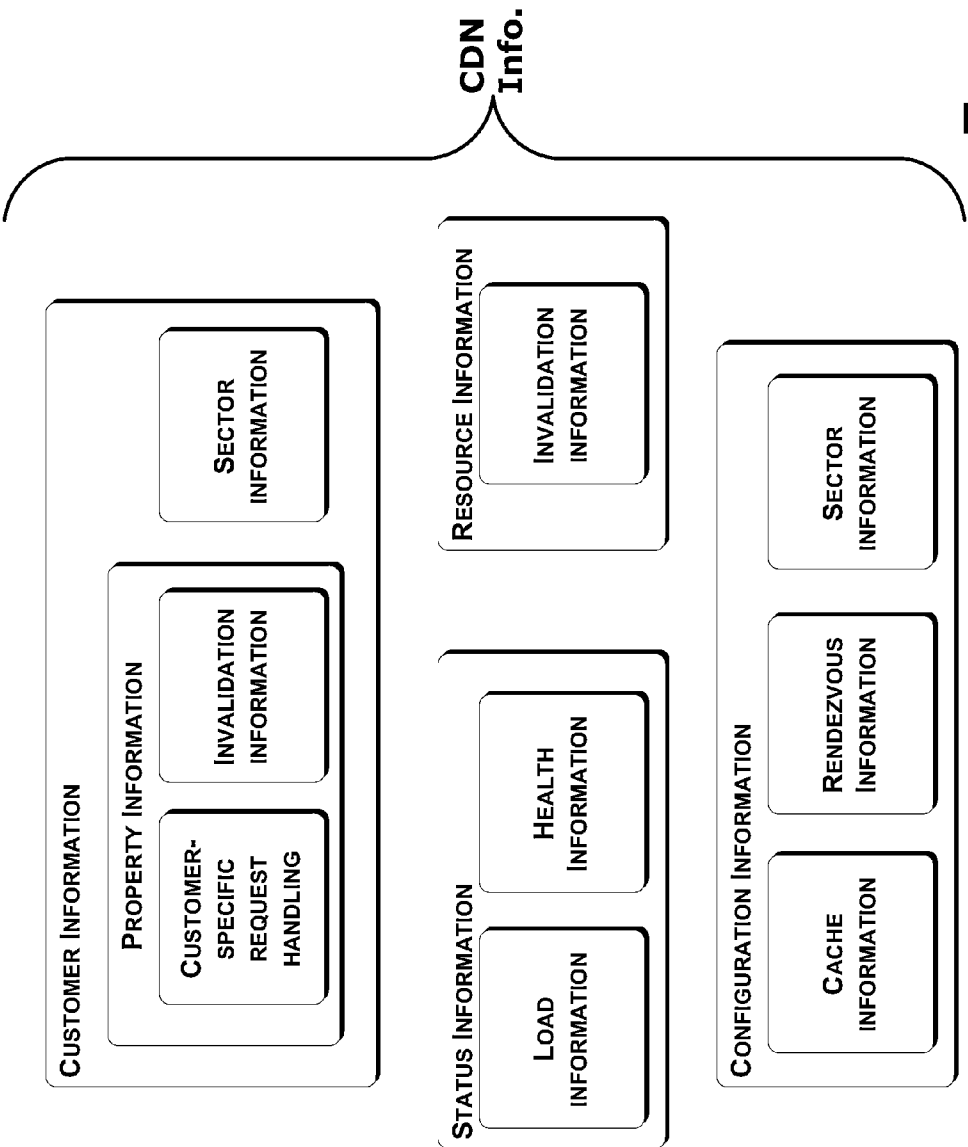 CUSTOMER INFORMATION
PROPERTY INFORMATION
CUSTOMER-
SPECIFIC
REQUEST
HANDLING
INVALIDATION
INFORMATION
SECTOR
INFORMATION
STATUS INFORMATION
LOAD
INFORMATION
HEALTH
INFORMATION
RESOURCE INFORMATION
INVALIDATION
INFORMATION
CONFIGURATION INFORMATION
CACHE
INFORMATION
RENDEZVOUS
INFORMATION
SECTOR
INFORMATION
CDN
Info.